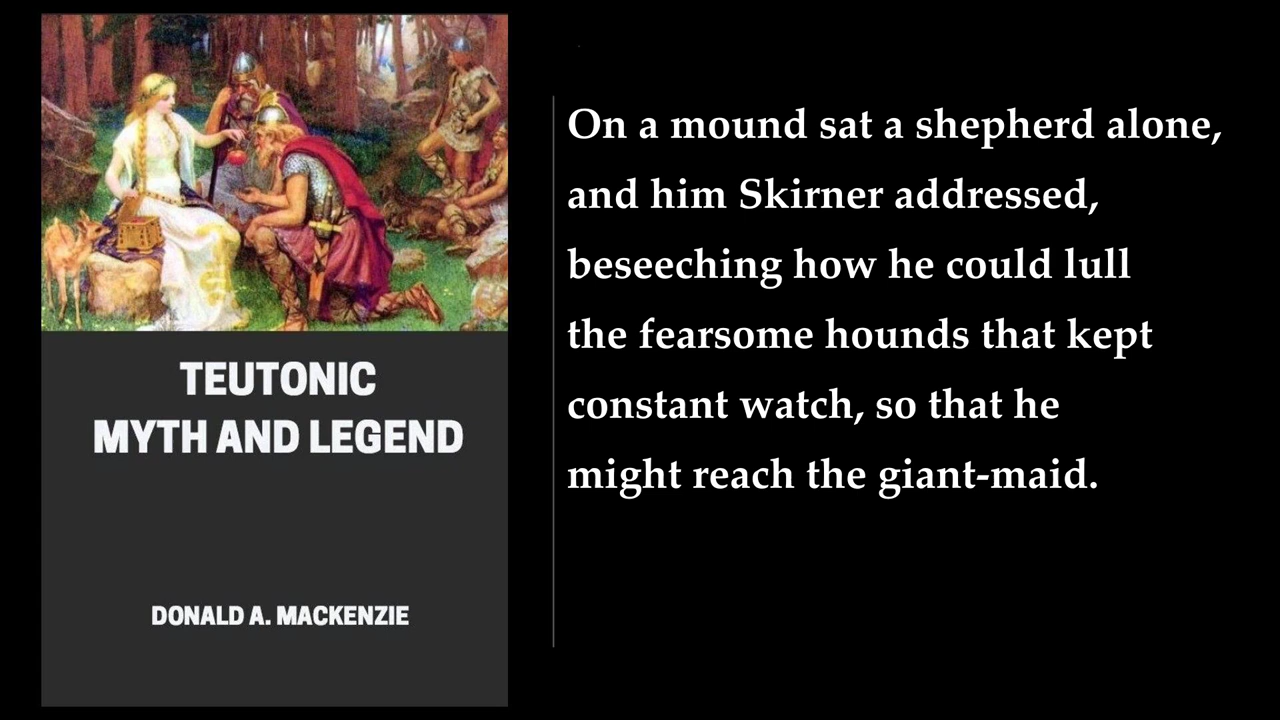 TEUTONIC
MYTH AND LEGEND
DONALD A. MACKENZIE
On a mound sat a shepherd alone,
and him Skirner addressed,
beseeching how he could lull
the fearsome hounds that kept
constant watch, so that he
might reach the giant-maid.